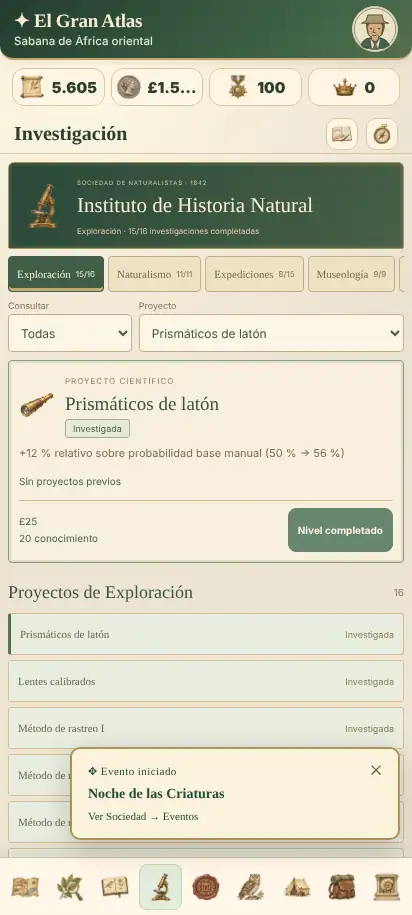 ✦ El Gran Atlas
Sabana de África oriental
5.605
£1.5...
100
0
Investigación
SOCIEDAD DE NATURALISTAS · 1842
Instituto de Historia Natural
Exploración · 15/16 investigaciones completadas
Exploración 15/16
Naturalismo 11/11
Expediciones 8/15
Museología 9/9
Consultar
Proyecto
Todas
Prismáticos de latón
PROYECTO CIENTÍFICO
Prismáticos de latón
Investigada
+12 % relativo sobre probabilidad base manual (50 % → 56 %)
Sin proyectos previos
£25
20 conocimiento
Nivel completado
Proyectos de Exploración 16
Prismáticos de latón Investigada
Lentes calibrados Investigada
Método de rastreo I Investigada
Método de
Método de
✥ Evento iniciado
Noche de las Criaturas
Ver Sociedad → Eventos